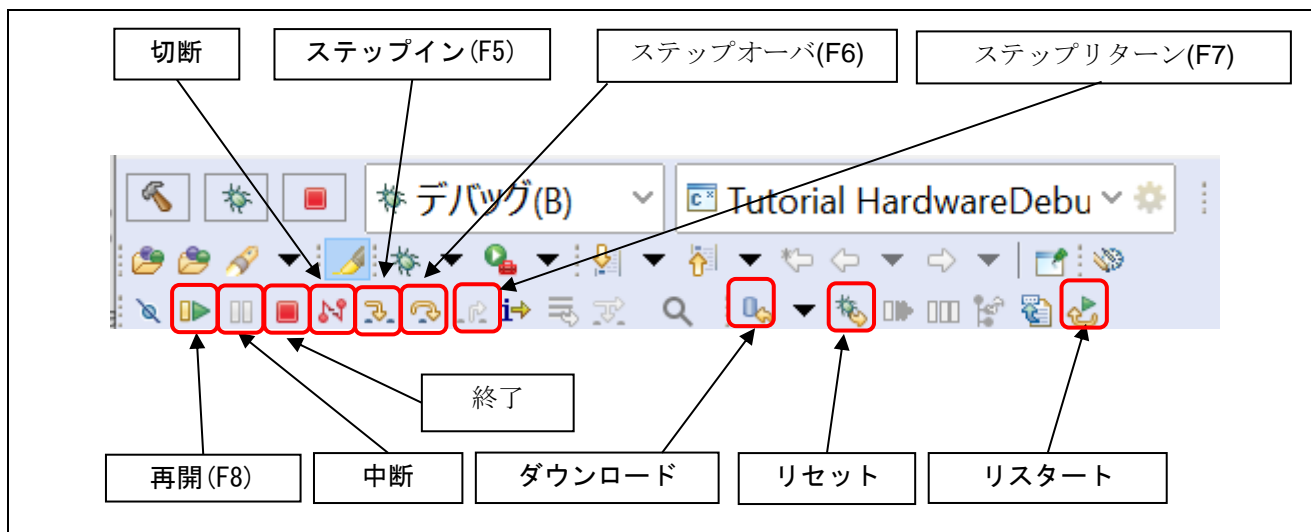 切断
ステップイン(F5)
ステップオーバ(F6)
ステップリターン(F7)
デバッグ(B)
Tutorial HardwareDebu
終了
再開(F8)
中断
ダウンロード
リセット
リスタート